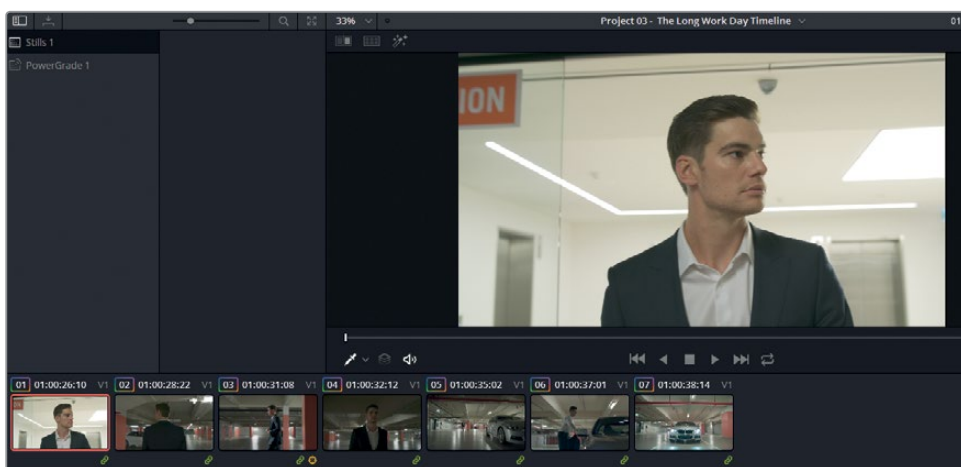 33%
Project 03 - The Long Work Day Timeline
01
Stills 1
PowerGrade 1
ION
01 01:00:26:10 V1
02 01:00:28:22 V1
03 01:00:31:08 V1
04 01:00:32:12 V1
05 01:00:35:02 V1
06 01:00:37:01 V1
07 01:00:38:14 V1